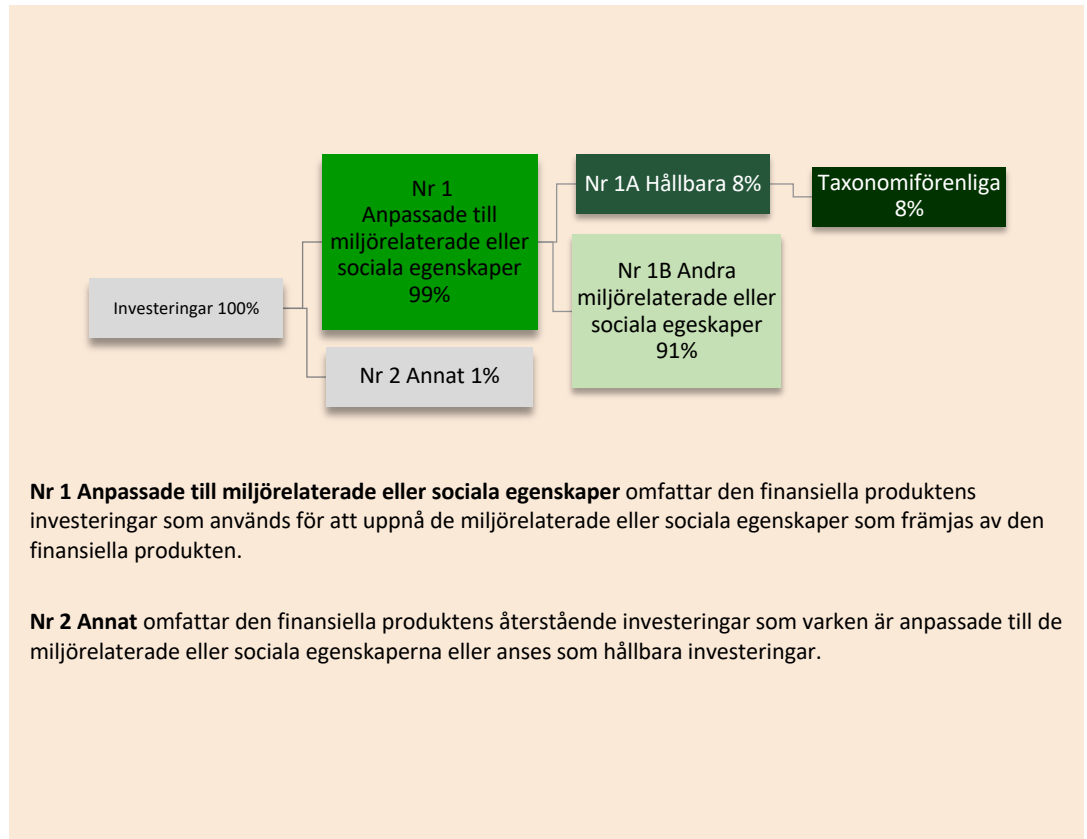 Investeringar 100%
Nr 1
Anpassade till
miljörelaterade eller
sociala egenskaper
99%
Nr 2 Annat 1%
Nr 1A Hållbara 8%
Nr 1B Andra
miljörelaterade eller
sociala egeskaper
91%
Taxonomiförenliga
8%
Nr 1 Anpassade till miljörelaterade eller sociala egenskaper omfattar den finansiella produktens
investeringar som används för att uppnå de miljörelaterade eller sociala egenskaper som främjas av den
finansiella produkten.
Nr 2 Annat omfattar den finansiella produktens återstående investeringar som varken är anpassade till de
miljörelaterade eller sociala egenskaperna eller anses som hållbara investeringar.